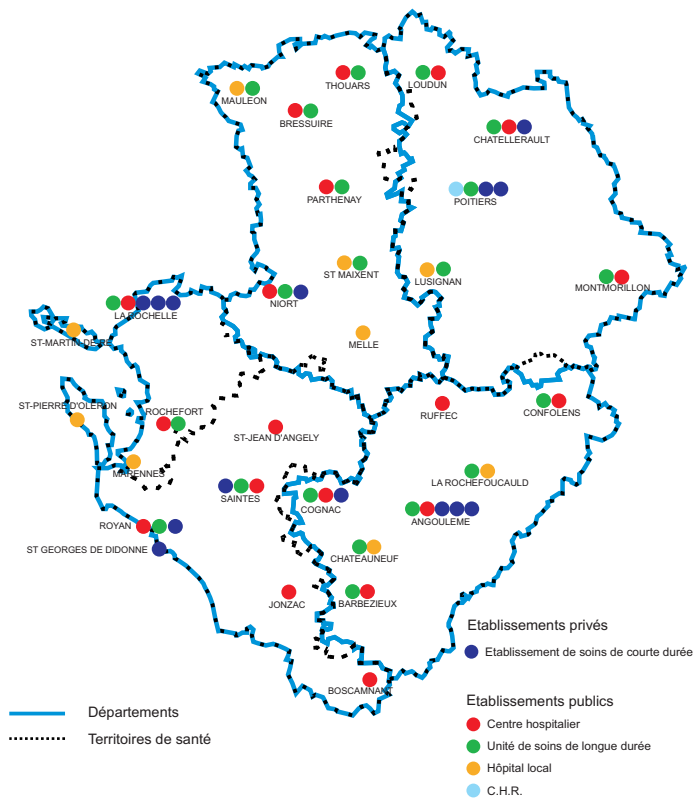 THOUARS
LOUDUN
MAULEON
BRESSUIRE
CHATELLERAULT
PARTHENAY
POITIERS
ST MAIXENT
LUSIGNAN
MONTMORILLON
NIORT
LA ROCHELLE
ST-MARTIN DE RE
MELLE
ST-PIERRE D'OLERON
ROCHEFORT
RUFFEC
CONFOLENS
ST-JEAN D'ANGELY
MARENNES
LA ROCHEFOUCAULD
SAINTES
COGNAC
ANGOULEME
ROYAN
ST GEORGES DE DIDONNE
CHATEAUNEUF
JONZAC
BARBEZIEUX
BOSCAMNANT
Etablissements privés
Etablissement de soins de courte durée
Etablissements publics
Centre hospitalier
Unité de soins de longue durée
Hôpital local
C.H.R.
Départements
Territoires de santé